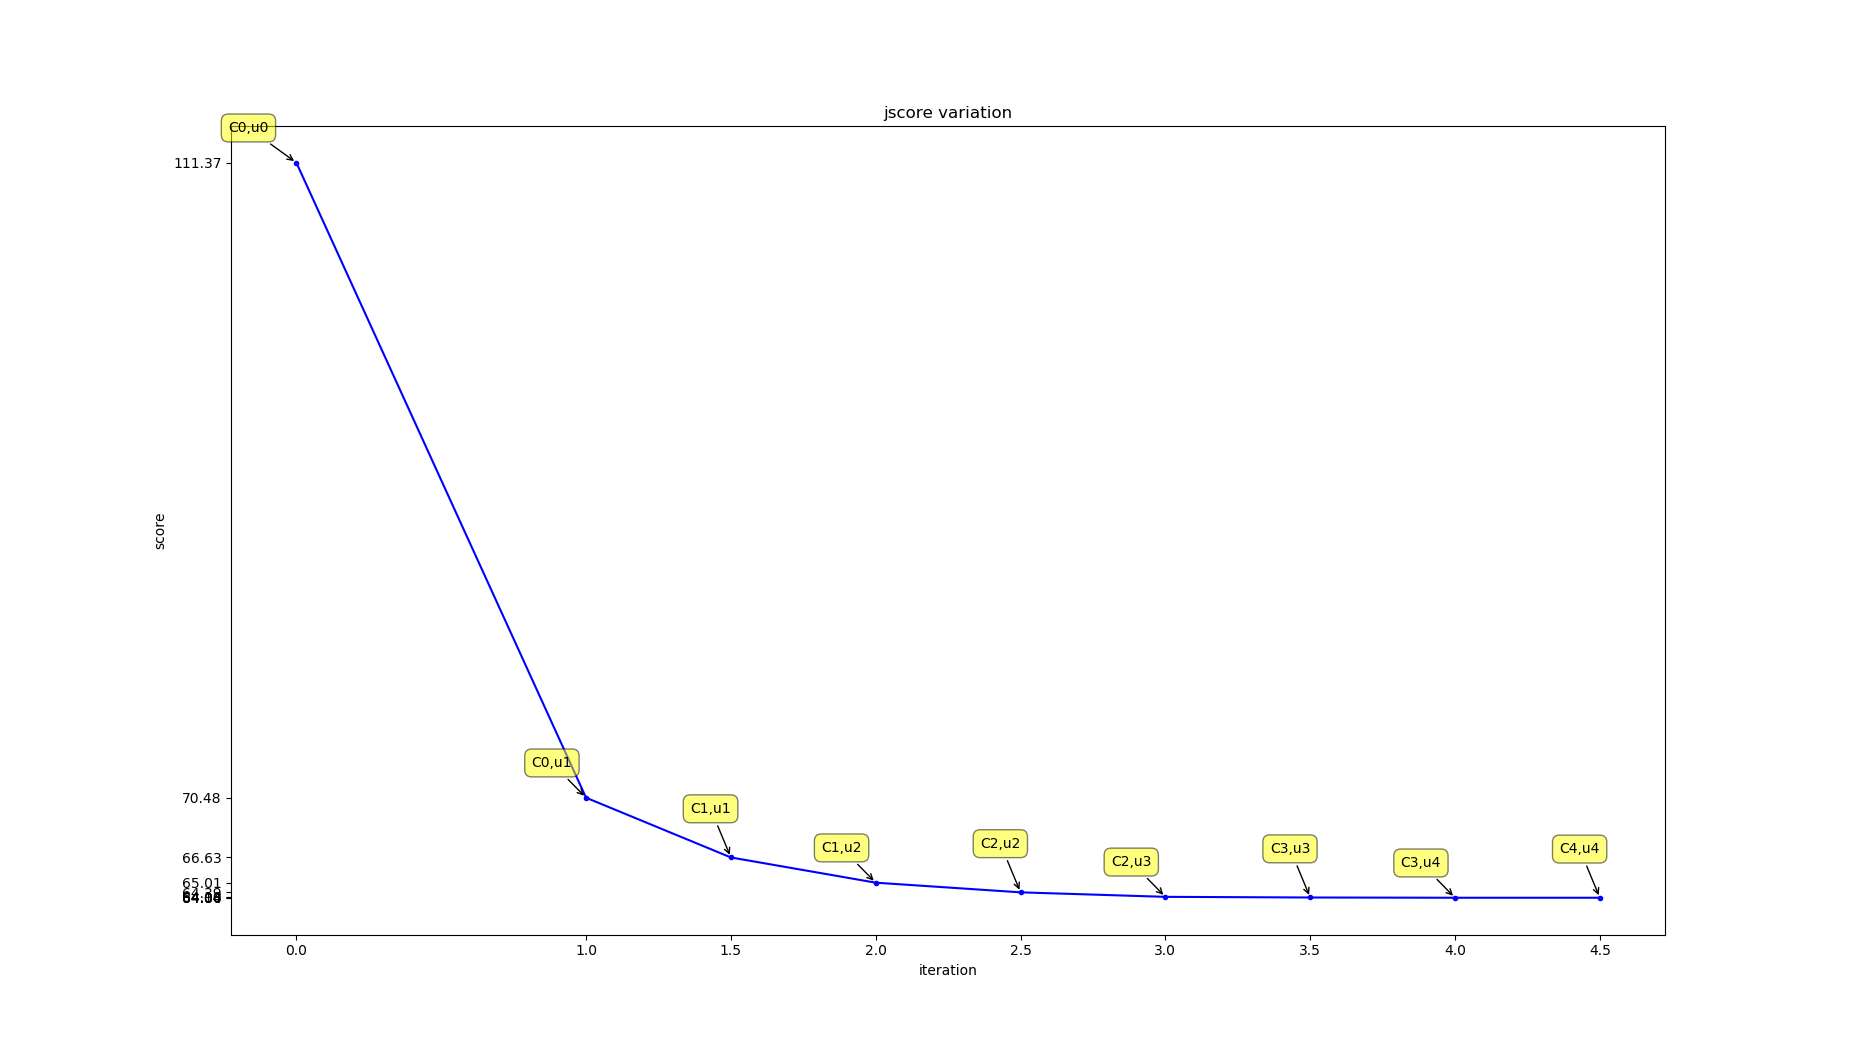 jscore variation
C0,u0
111.37
score
C0,u1
70.48
C1,u1
66.63
C1,u2
65.01
C2,u2
64.39
C2,u3
C3,u3
C3,u4
C4,u4
0.0 1.0 1.5 2.0 2.5 3.0 3.5 4.0 4.5
iteration